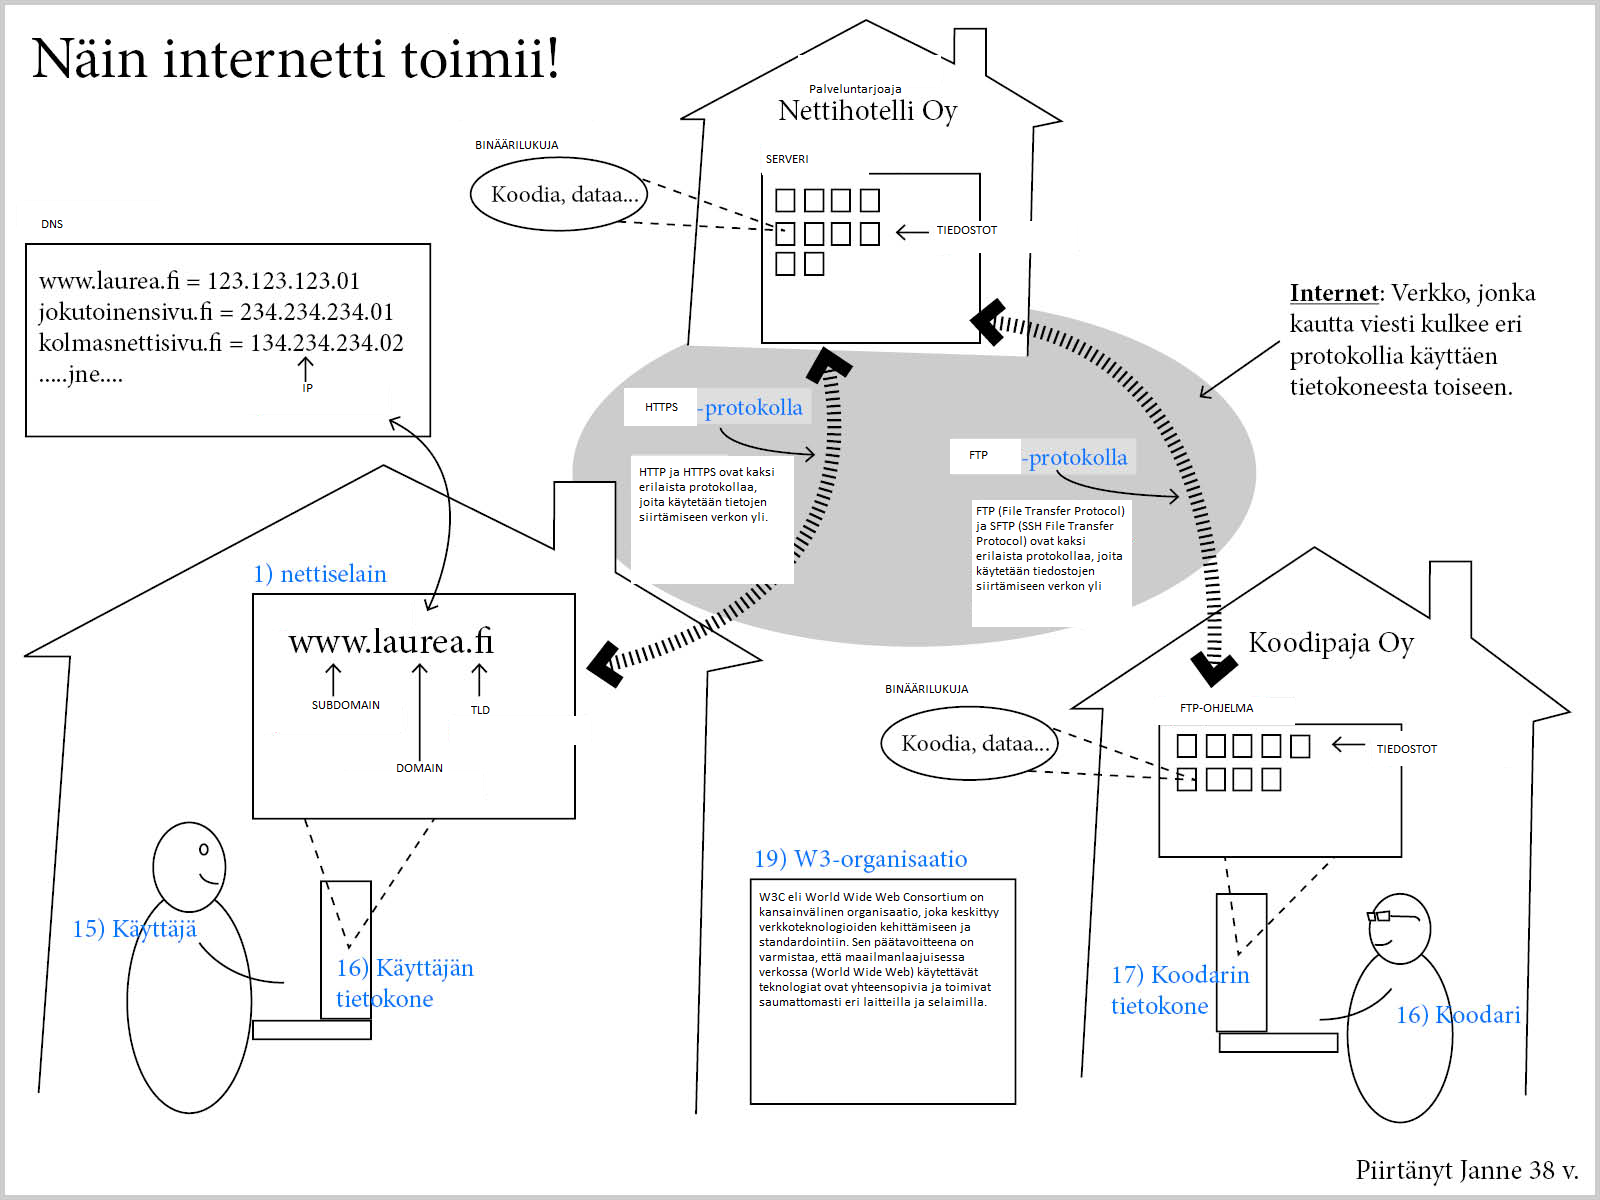 Näin internetti toimii!
Palveluntarjoaja
Nettihotelli Oy
BINÄÄRILUKUJA
Koodia, dataa...
SERVERI
TIEDOSTOT
DNS
www.laurea.fi = 123.123.123.01
jokutoinensivu.fi = 234.234.234.01
kolmasnettisivu.fi = 134.234.234.02
.....jne....
IP
Internet: Verkko, jonka
kautta viesti kulkee eri
protokollia käyttäen
tietokoneesta toiseen.
HTTPS -protokolla
HTTP ja HTTPS ovat kaksi
erilaista protokollaa,
joita käytetään tietojen
siirtämiseen verkon yli.
FTP -protokolla
FTP (File Transfer Protocol)
ja SFTP (SSH File Transfer
Protocol) ovat kaksi
erilaista protokollaa, joita
käytetään tiedostojen
siirtämiseen verkon yli
1) nettiselain
www.laurea.fi
SUBDOMAIN
TLD
DOMAIN
15) Käyttäjä
16) Käyttäjän
tietokone
Koodipaja Oy
BINÄÄRILUKUJA
Koodia, dataa...
FTP-OHJELMA
TIEDOSTOT
19) W3-organisaatio
W3C eli World Wide Web Consortium on
kansainvälinen organisaatio, joka keskittyy
verkkoteknologioiden kehittämiseen ja
standardointiin. Sen päätavoitteena on
varmistaa, että maailmanlaajuisessa
verkossa (World Wide Web) käytettävät
teknologiat ovat yhteensopivia ja toimivat
saumattomasti eri laitteilla ja selaimilla.
17) Koodarin
tietokone
16) Koodari
Piirtänyt Janne 38 v.